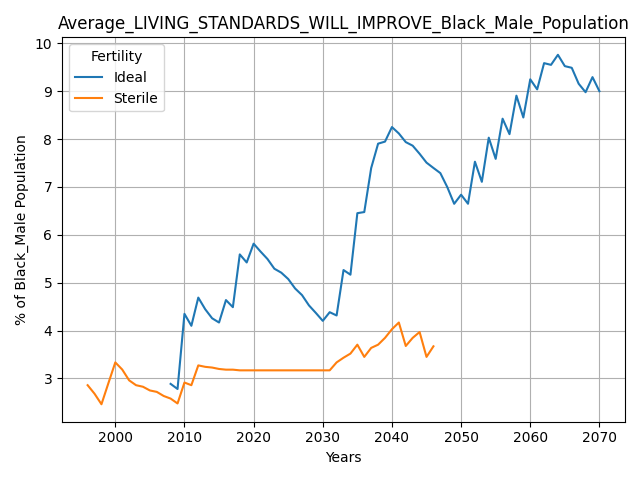 Average_LIVING_STANDARDS_WILL_IMPROVE_Black_Male_Population
Fertility
Ideal
Sterile
% of Black_Male Population
10
9
8
7
6
5
4
3
2000 2010 2020 2030 2040 2050 2060 2070
Years